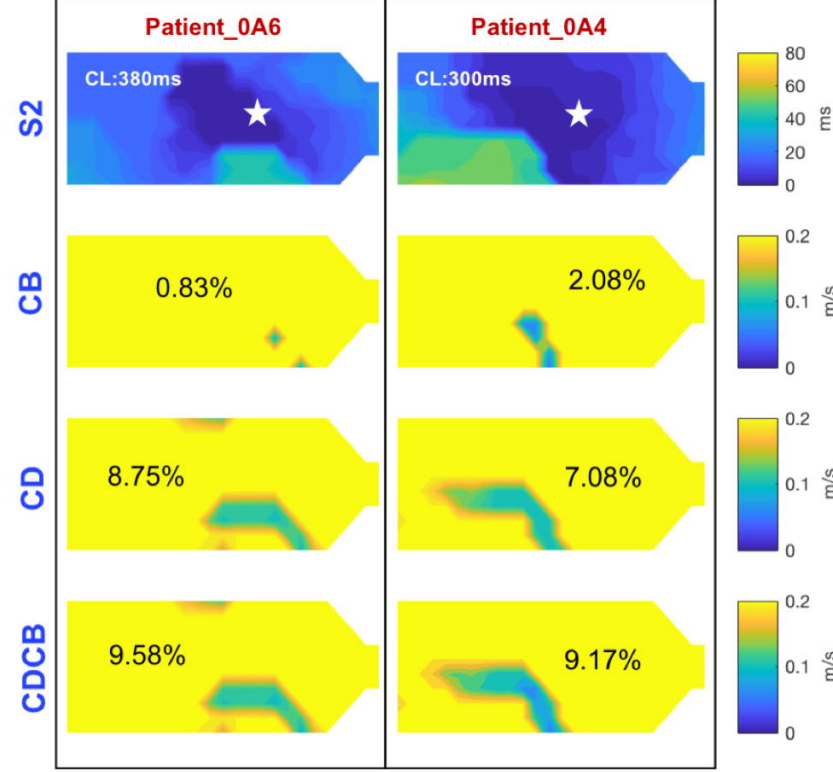 Patient_0A6 Patient_0A4
S2 CL:380ms CL:300ms 80 60 40 20 0 ms
CB 0.83% 2.08% 0.2 0.1 0 m/s
CD 8.75% 7.08% 0.2 0.1 0 m/s
CDCB 9.58% 9.17% 0.2 0.1 0 m/s